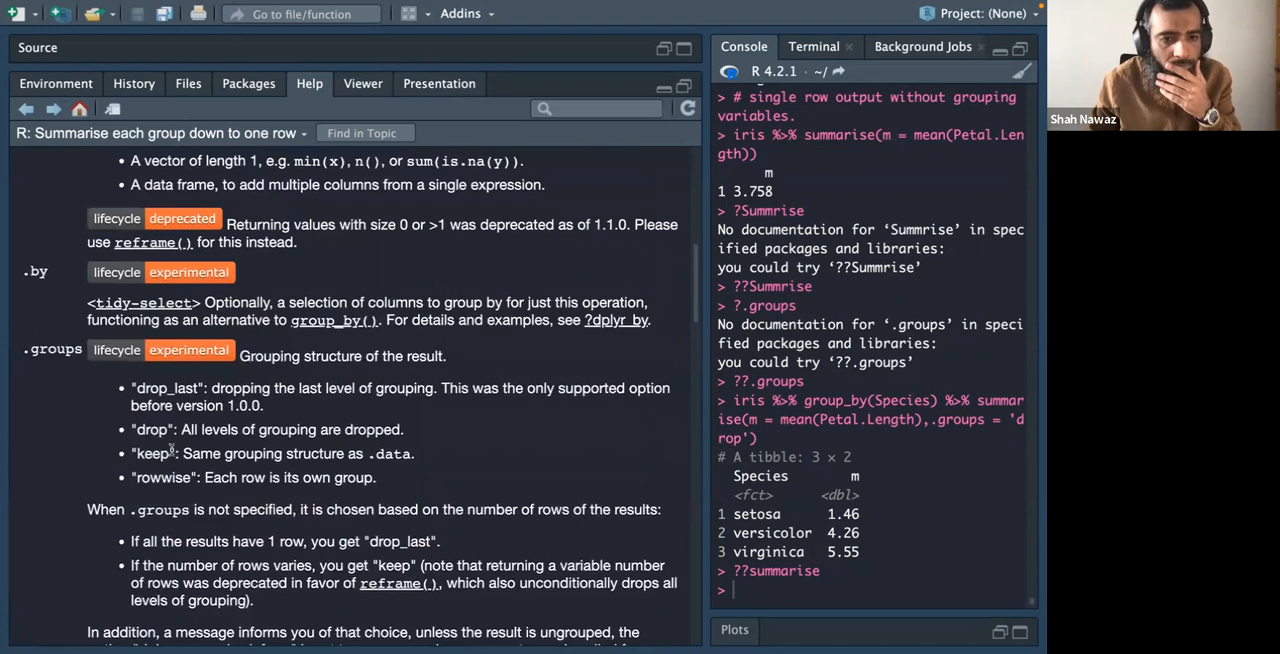 Go to file/function
Addins
Project: (None)
Source
Environment
History
Files
Packages
Help
Viewer
Presentation
R: Summarise each group down to one row
Find in Topic
• A vector of length 1, e.g. min(x), n(), or sum(is.na(y)).
• A data frame, to add multiple columns from a single expression.
lifecycle deprecated Returning values with size 0 or >1 was deprecated as of 1.1.0. Please
use reframe() for this instead.
.by lifecycle experimental
<tidy-select> Optionally, a selection of columns to group by for just this operation,
functioning as an alternative to group_by(). For details and examples, see ?dplyr_by.
.groups lifecycle experimental Grouping structure of the result.
• "drop_last": dropping the last level of grouping. This was the only supported option
before version 1.0.0.
• "drop": All levels of grouping are dropped.
• "keep": Same grouping structure as .data.
• "rowwise": Each row is its own group.
When .groups is not specified, it is chosen based on the number of rows of the results:
• If all the results have 1 row, you get "drop_last".
• If the number of rows varies, you get "keep" (note that returning a variable number
of rows was deprecated in favor of reframe(), which also unconditionally drops all
levels of grouping).
In addition, a message informs you of that choice, unless the result is ungrouped, the
Console
Terminal
Background Jobs
R 4.2.1 · ~/
> # single row output without grouping
variables.
> iris %>% summarise(m = mean(Petal.Len
gth))
m
1 3.758
> ?Summrise
No documentation for ‘Summrise’ in spec
ified packages and libraries:
you could try ‘??Summrise’
> ??Summrise
> ?.groups
No documentation for ‘.groups’ in speci
fied packages and libraries:
you could try ‘??.groups’
> ??.groups
> iris %>% group_by(Species) %>% summar
ise(m = mean(Petal.Length),.groups = 'd
rop')
# A tibble: 3 × 2
Species m
<fct> <dbl>
1 setosa 1.46
2 versicolor 4.26
3 virginica 5.55
> ??summarise
>
Plots
Shah Nawaz